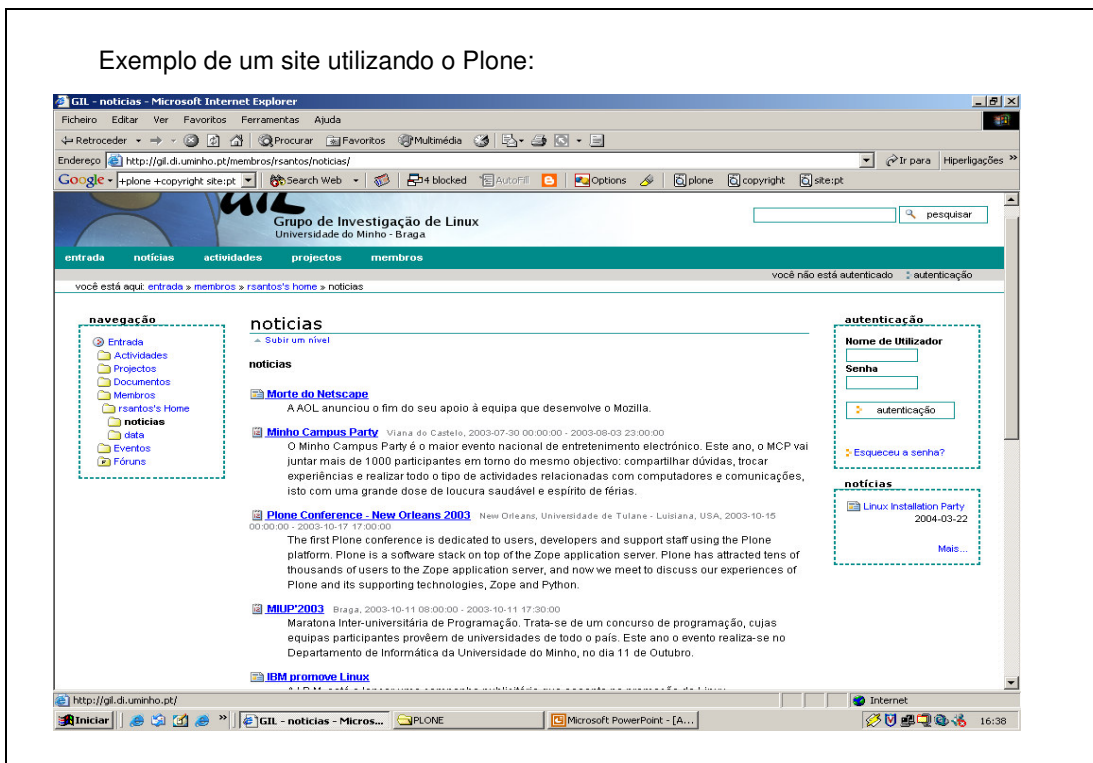 Exemplo de um site utilizando o Plone:
GIL - noticias - Microsoft Internet Explorer
Ficheiro Editar Ver Favoritos Ferramentas Ajuda
Retroceder Procurar Favoritos Multimédia
Endereço http://gil.di.uminho.pt/membros/rsantos/noticias/ Ir para Hiperligações »
Google +plone +copyright site:pt Search Web 4 blocked AutoFill Options plone copyright site:pt
GIL
Grupo de Investigação de Linux pesquisar
Universidade do Minho - Braga
entrada notícias actividades projectos membros
você não está autenticado autenticação
você está aqui: entrada » membros » rsantos's home » noticias
navegação
Entrada
Actividades
Projectos
Documentos
Membros
rsantos's Home
noticias
data
Eventos
Fóruns
noticias
Subir um nível
noticias
Morte do Netscape
A AOL anunciou o fim do seu apoio à equipa que desenvolve o Mozilla.
Minho Campus Party Viana do Castelo, 2003-07-30 00:00:00 - 2003-08-03 23:00:00
O Minho Campus Party é o maior evento nacional de entretenimento electrónico. Este ano, o MCP vai
juntar mais de 1000 participantes em torno do mesmo objectivo: compartilhar dúvidas, trocar
experiências e realizar todo o tipo de actividades relacionadas com computadores e comunicações,
isto com uma grande dose de loucura saudável e espírito de férias.
Plone Conference - New Orleans 2003 New Orleans, Universidade de Tulane - Luisiana, USA, 2003-10-15
00:00:00 - 2003-10-17 17:00:00
The first Plone conference is dedicated to users, developers and support staff using the Plone
platform. Plone is a software stack on top of the Zope application server. Plone has attracted tens of
thousands of users to the Zope application server, and now we meet to discuss our experiences of
Plone and its supporting technologies, Zope and Python.
MIUP'2003 Braga, 2003-10-11 08:00:00 - 2003-10-11 17:30:00
Maratona Inter-universitária de Programação. Trata-se de um concurso de programação, cujas
equipas participantes provêem de universidades de todo o país. Este ano o evento realiza-se no
Departamento de Informática da Universidade do Minho, no dia 11 de Outubro.
IBM promove Linux
autenticação
Nome de Utilizador
Senha
autenticação
Esqueceu a senha?
notícias
Linux Installation Party
2004-03-22
Mais...
http://gil.di.uminho.pt/ Internet
Iniciar » GIL - noticias - Micros... PLONE Microsoft PowerPoint - [A... 16:38